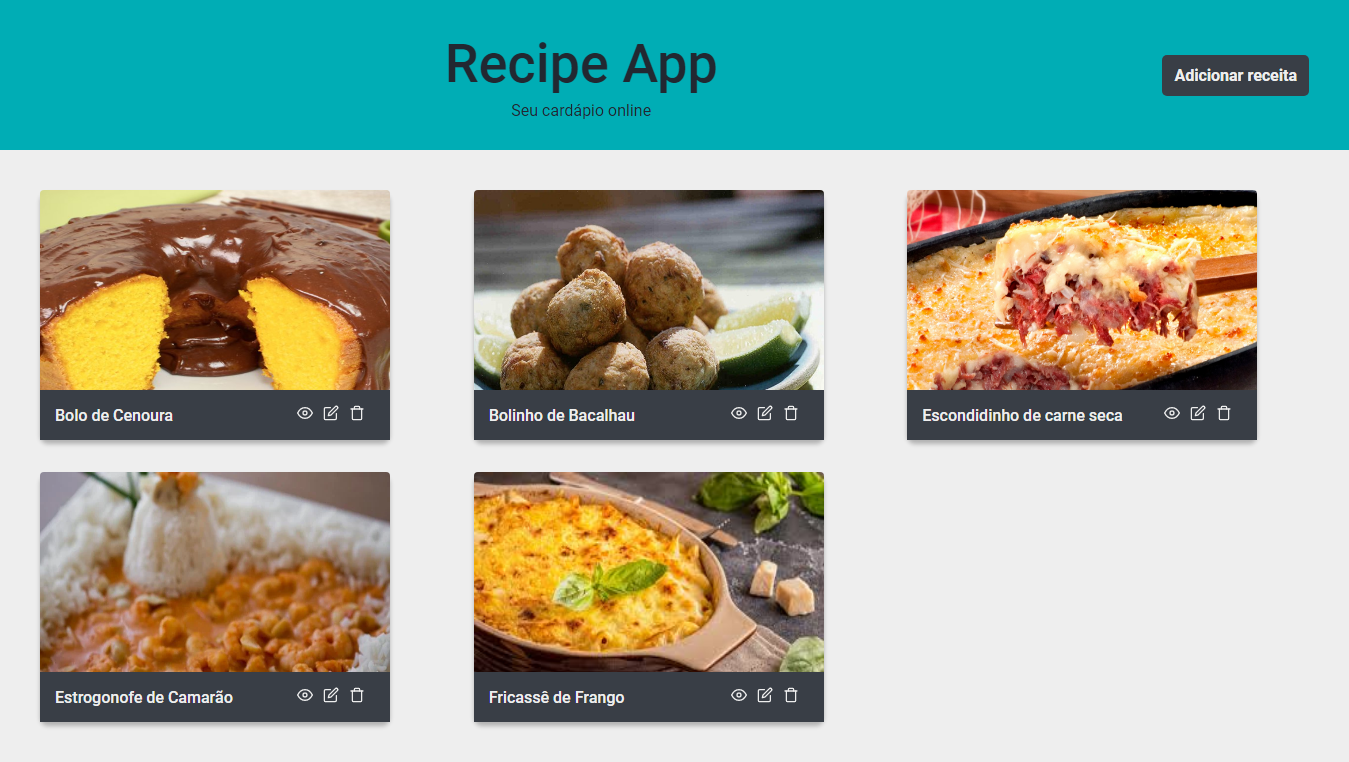 Recipe App
Seu cardápio online
Adicionar receita
Bolo de Cenoura
Bolinho de Bacalhau
Escondidinho de carne seca
Estrogonofe de Camarão
Fricassê de Frango